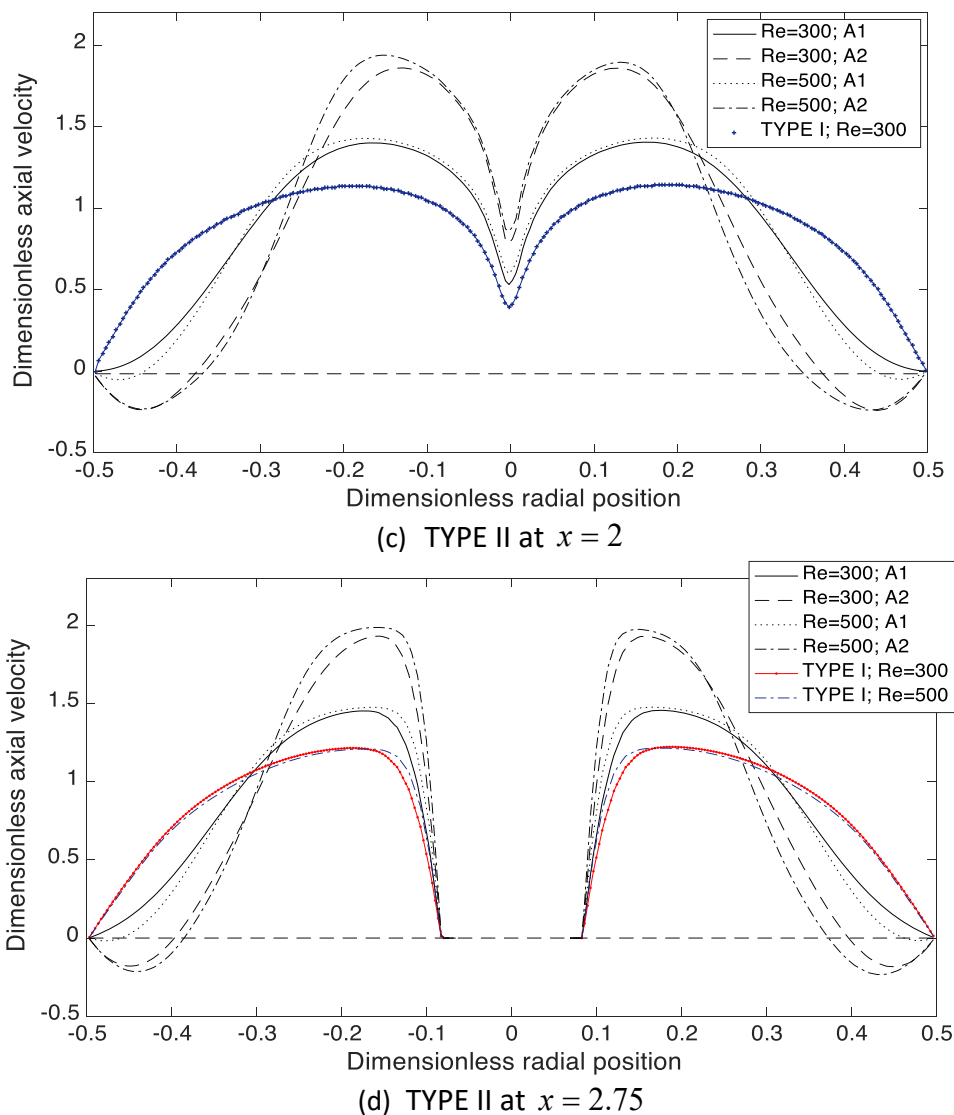 2
1.5
1
0.5
0
-0.5
Dimensionless axial velocity
Re=300; A1
Re=300; A2
Re=500; A1
Re=500; A2
TYPE I; Re=300
-0.5 -0.4 -0.3 -0.2 -0.1 0 0.1 0.2 0.3 0.4 0.5
Dimensionless radial position
(c) TYPE II at x = 2
2
1.5
1
0.5
0
-0.5
Dimensionless axial velocity
Re=300; A1
Re=300; A2
Re=500; A1
Re=500; A2
TYPE I; Re=300
TYPE I; Re=500
-0.5 -0.4 -0.3 -0.2 -0.1 0 0.1 0.2 0.3 0.4 0.5
Dimensionless radial position
(d) TYPE II at x = 2.75